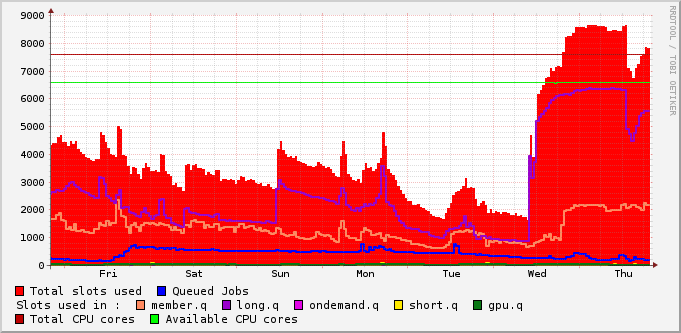 9000
8000
7000
6000
5000
4000
3000
2000
1000
0
Fri Sat Sun Mon Tue Wed Thu
Total slots used Queued Jobs
Slots used in : member.q long.q ondemand.q short.q gpu.q
Total CPU cores Available CPU cores
RRDTOOL / TOBI OETIKER